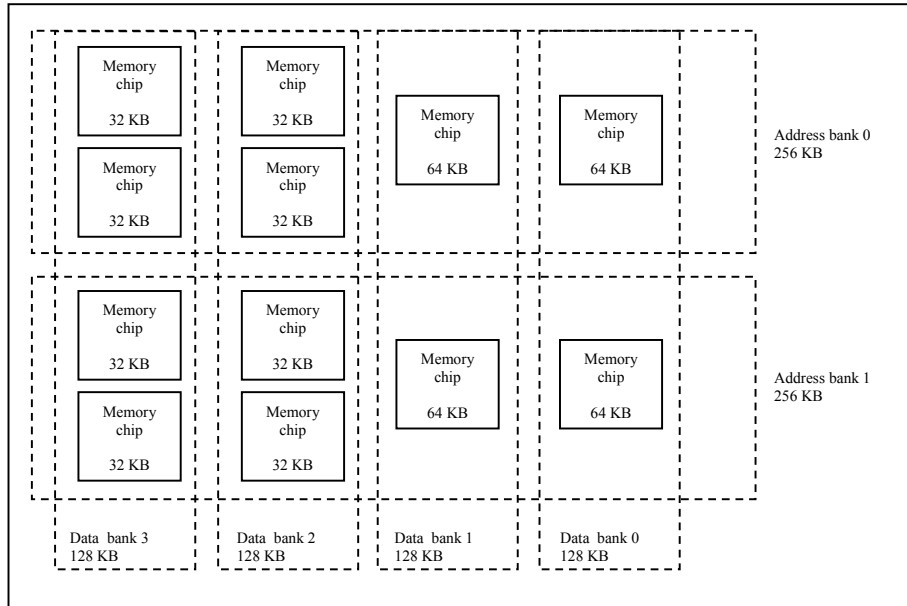 Memory
chip
32 KB
Memory
chip
32 KB
Memory
chip
32 KB
Memory
chip
32 KB
Memory
chip
64 KB
Memory
chip
64 KB
Address bank 0
256 KB
Memory
chip
32 KB
Memory
chip
32 KB
Memory
chip
32 KB
Memory
chip
32 KB
Memory
chip
64 KB
Memory
chip
64 KB
Address bank 1
256 KB
Data bank 3
128 KB
Data bank 2
128 KB
Data bank 1
128 KB
Data bank 0
128 KB